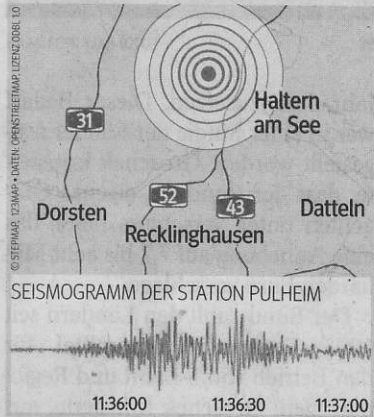 © STEPMAP, 123MAP • DATEN: OPENSTREETMAP, LIZENZ ODBL 1.0
31
Haltern
am See
52
43
Dorsten
Datteln
Recklinghausen
SEISMOGRAMM DER STATION PULHEIM
11:36:00 11:36:30 11:37:00